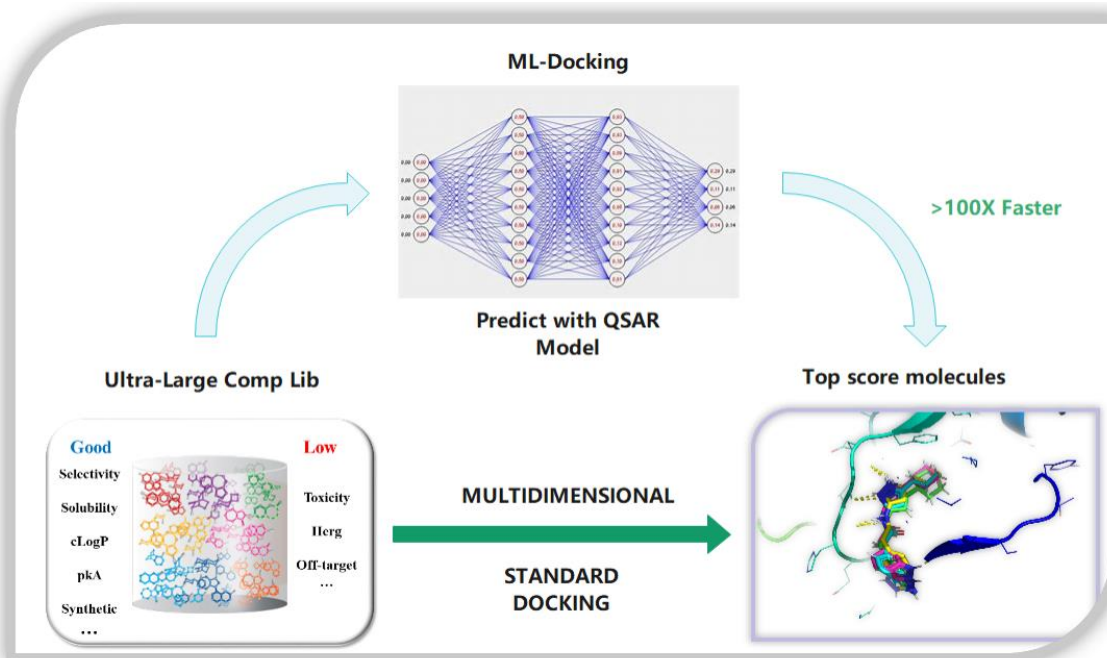 ML-Docking
Predict with QSAR
Model
>100X Faster
Ultra-Large Comp Lib
Top score molecules
Good
Low
Selectivity
Solubility
cLogP
pkA
Synthetic
...
Toxicity
Herg
Off-target
...
MULTIDIMENSIONAL
STANDARD
DOCKING